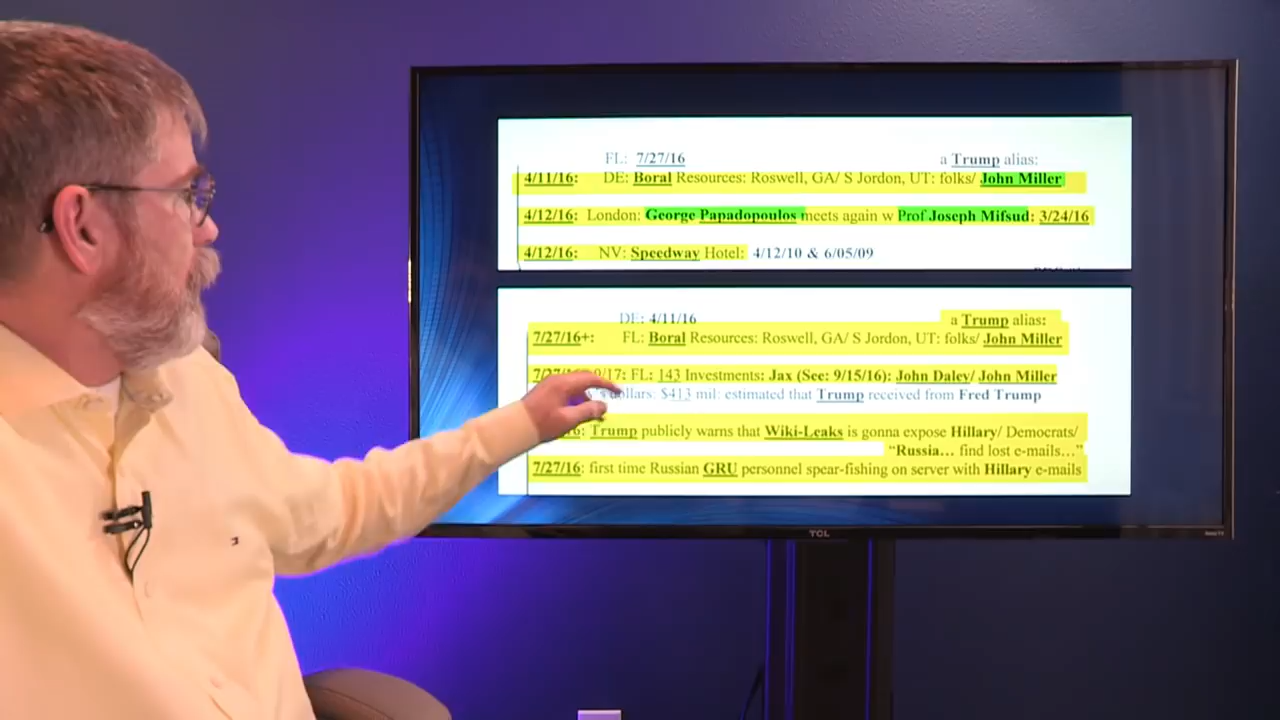 FL: 7/27/16 a Trump alias:
4/11/16: DE: Boral Resources: Roswell, GA/ S Jordon, UT: folks/ John Miller
4/12/16: London: George Papadopoulos meets again w Prof Joseph Mifsud: 3/24/16
4/12/16: NV: Speedway Hotel: 4/12/10 & 6/05/09
DE: 4/11/16 a Trump alias:
7/27/16+: FL: Boral Resources: Roswell, GA/ S Jordon, UT: folks/ John Miller
FL: 143 Investments: Jax (See: 9/15/16): John Daley/ John Miller
dollars: $413 mil: estimated that Trump received from Fred Trump
Trump publicly warns that Wiki-Leaks is gonna expose Hillary/ Democrats/
“Russia… find lost e-mails…”
7/27/16: first time Russian GRU personnel spear-fishing on server with Hillary e-mails
TCL